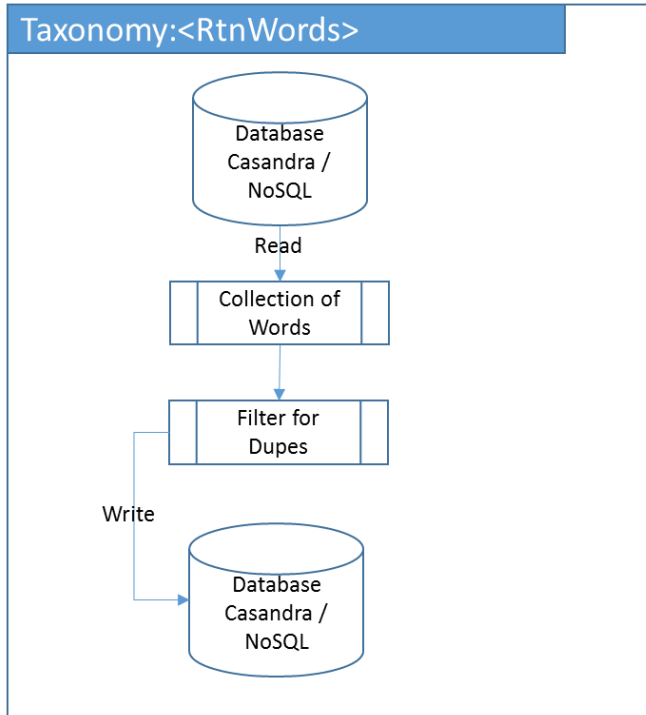 Taxonomy:<RtnWords>
Database
Casandra /
NoSQL
Read
Collection of
Words
Filter for
Dupes
Write
Database
Casandra /
NoSQL